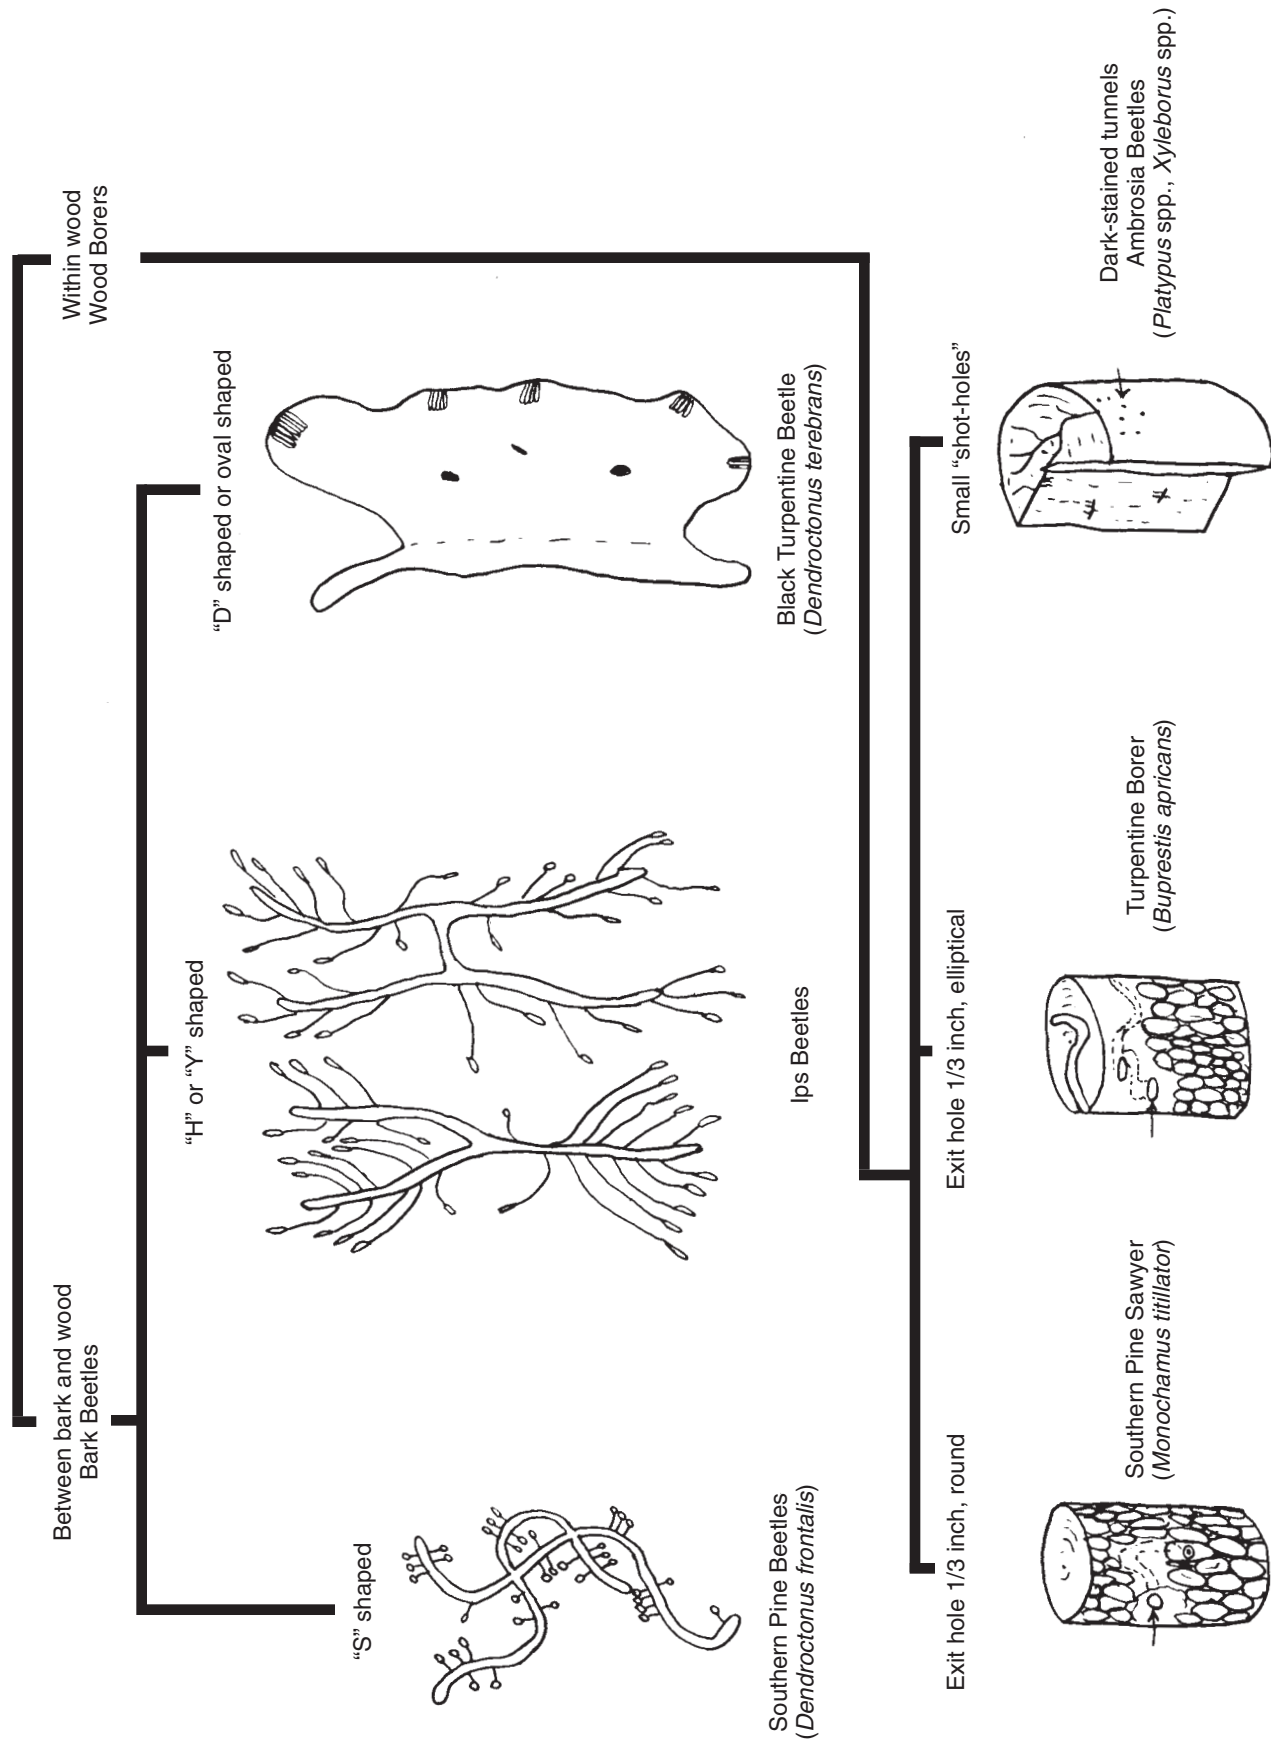 Between bark and wood
Bark Beetles
Within wood
Wood Borers
“S” shaped
“H” or “Y” shaped
“D” shaped or oval shaped
Southern Pine Beetles
(Dendroctonus frontalis)
Ips Beetles
Black Turpentine Beetle
(Dendroctonus terebrans)
Exit hole 1/3 inch, round
Exit hole 1/3 inch, elliptical
Small “shot-holes”
Southern Pine Sawyer
(Monochamus titillator)
Turpentine Borer
(Buprestis apricans)
Dark-stained tunnels
Ambrosia Beetles
(Platypus spp., Xyleborus spp.)